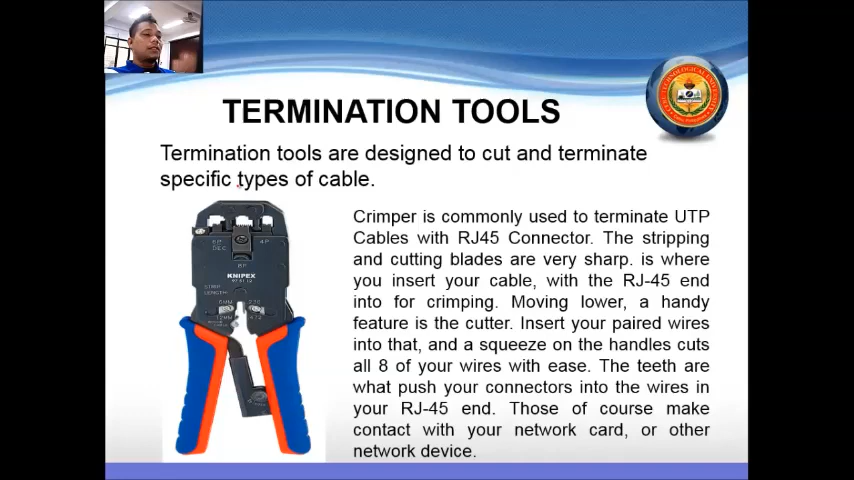 TERMINATION TOOLS
Termination tools are designed to cut and terminate
specific types of cable.
Crimper is commonly used to terminate UTP
Cables with RJ45 Connector. The stripping
and cutting blades are very sharp. is where
you insert your cable, with the RJ-45 end
into for crimping. Moving lower, a handy
feature is the cutter. Insert your paired wires
into that, and a squeeze on the handles cuts
all 8 of your wires with ease. The teeth are
what push your connectors into the wires in
your RJ-45 end. Those of course make
contact with your network card, or other
network device.
4P
8P
KNIPEX
STRIP
LENGTH